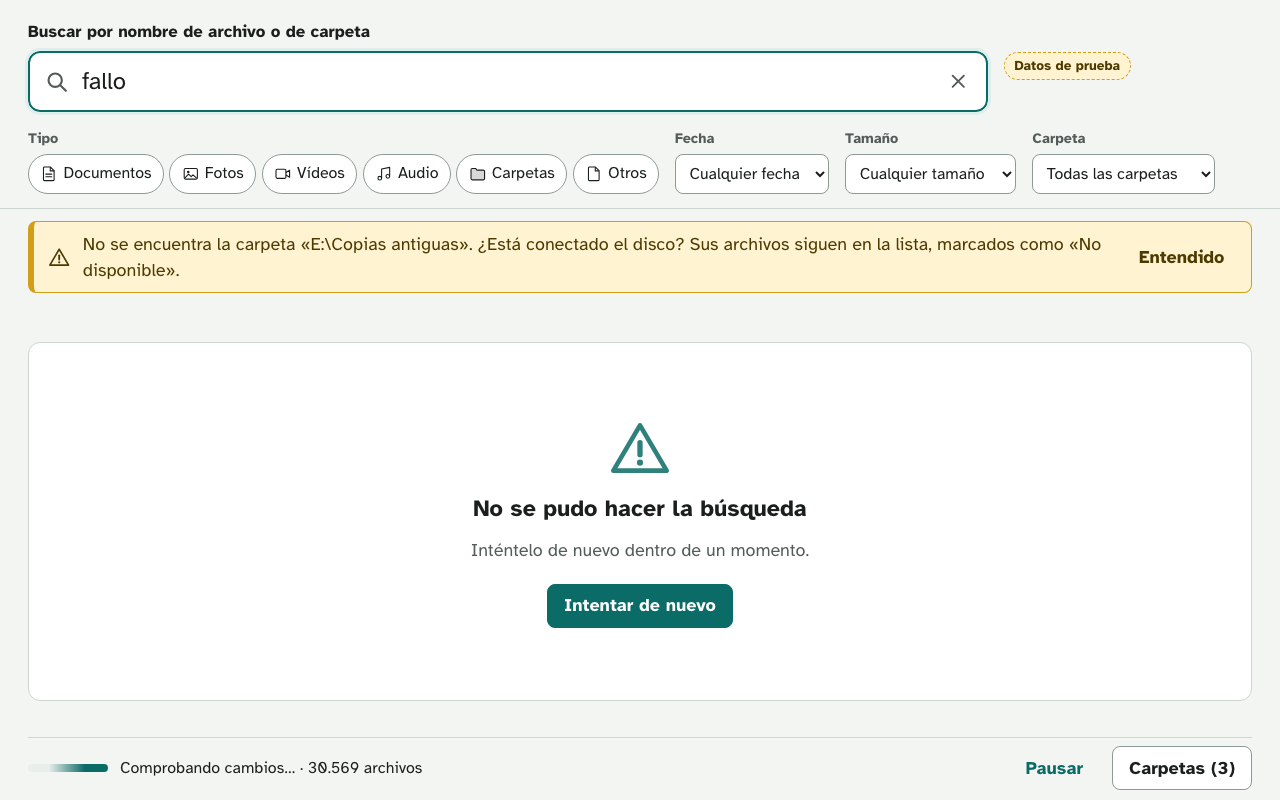 Buscar por nombre de archivo o de carpeta
fallo
Datos de prueba
Tipo
Fecha
Tamaño
Carpeta
Documentos
Fotos
Vídeos
Audio
Carpetas
Otros
Cualquier fecha
Cualquier tamaño
Todas las carpetas
No se encuentra la carpeta «E:\Copias antiguas». ¿Está conectado el disco? Sus archivos siguen en la lista, marcados como «No
disponible».
Entendido
No se pudo hacer la búsqueda
Inténtelo de nuevo dentro de un momento.
Intentar de nuevo
Comprobando cambios... · 30.569 archivos
Pausar
Carpetas (3)